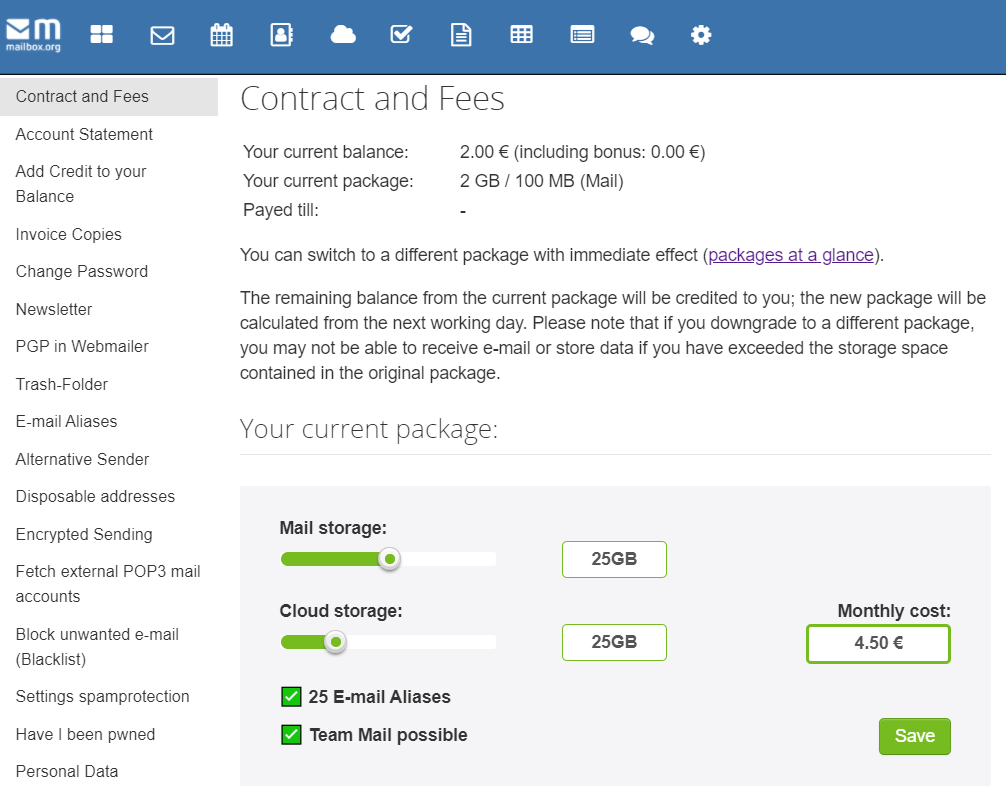 mailbox.org
Contract and Fees
Account Statement
Add Credit to your
Balance
Invoice Copies
Change Password
Newsletter
PGP in Webmailer
Trash-Folder
E-mail Aliases
Alternative Sender
Disposable addresses
Encrypted Sending
Fetch external POP3 mail
accounts
Block unwanted e-mail
(Blacklist)
Settings spamprotection
Have I been pwned
Personal Data
Contract and Fees
Your current balance: 2.00 € (including bonus: 0.00 €)
Your current package: 2 GB / 100 MB (Mail)
Payed till: -
You can switch to a different package with immediate effect (packages at a glance).
The remaining balance from the current package will be credited to you; the new package will be
calculated from the next working day. Please note that if you downgrade to a different package,
you may not be able to receive e-mail or store data if you have exceeded the storage space
contained in the original package.
Your current package:
Mail storage:
25GB
Cloud storage: Monthly cost:
25GB 4.50 €
25 E-mail Aliases
Team Mail possible
Save